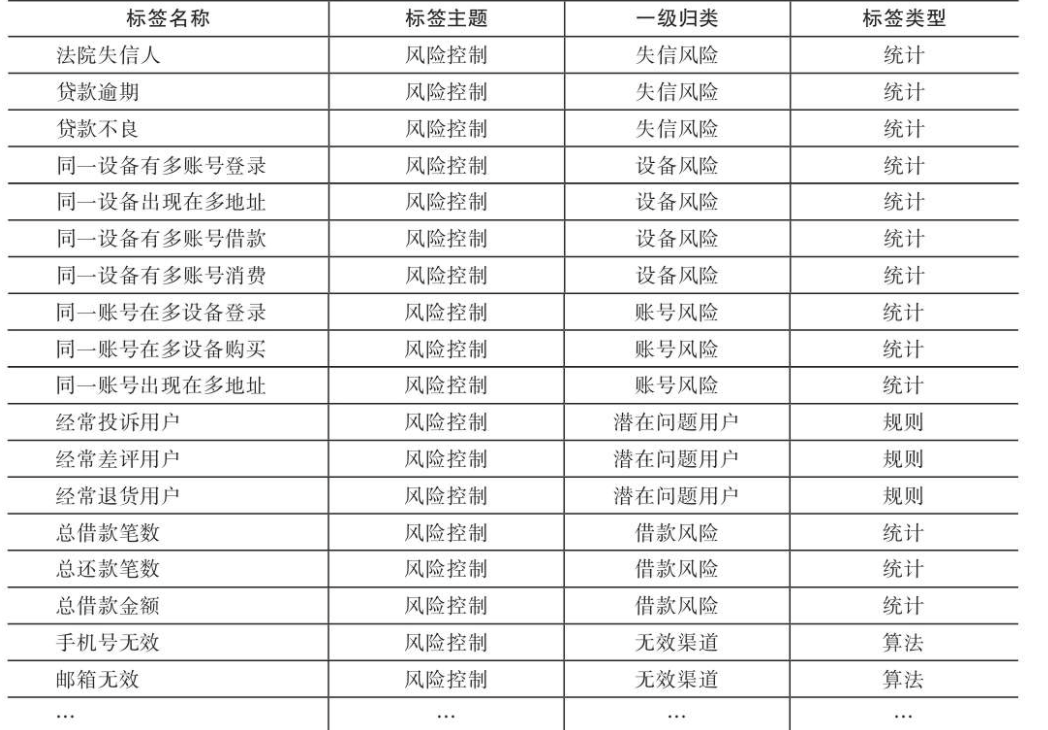 标签名称 标签主题 一级归类 标签类型
法院失信人 风险控制 失信风险 统计
贷款逾期 风险控制 失信风险 统计
贷款不良 风险控制 失信风险 统计
同一设备有多账号登录 风险控制 设备风险 统计
同一设备出现在多地址 风险控制 设备风险 统计
同一设备有多账号借款 风险控制 设备风险 统计
同一设备有多账号消费 风险控制 设备风险 统计
同一账号在多设备登录 风险控制 账号风险 统计
同一账号在多设备购买 风险控制 账号风险 统计
同一账号出现在多地址 风险控制 账号风险 统计
经常投诉用户 风险控制 潜在问题用户 规则
经常差评用户 风险控制 潜在问题用户 规则
经常退货用户 风险控制 潜在问题用户 规则
总借款笔数 风险控制 借款风险 统计
总还款笔数 风险控制 借款风险 统计
总借款金额 风险控制 借款风险 统计
手机号无效 风险控制 无效渠道 算法
邮箱无效 风险控制 无效渠道 算法
… … … …